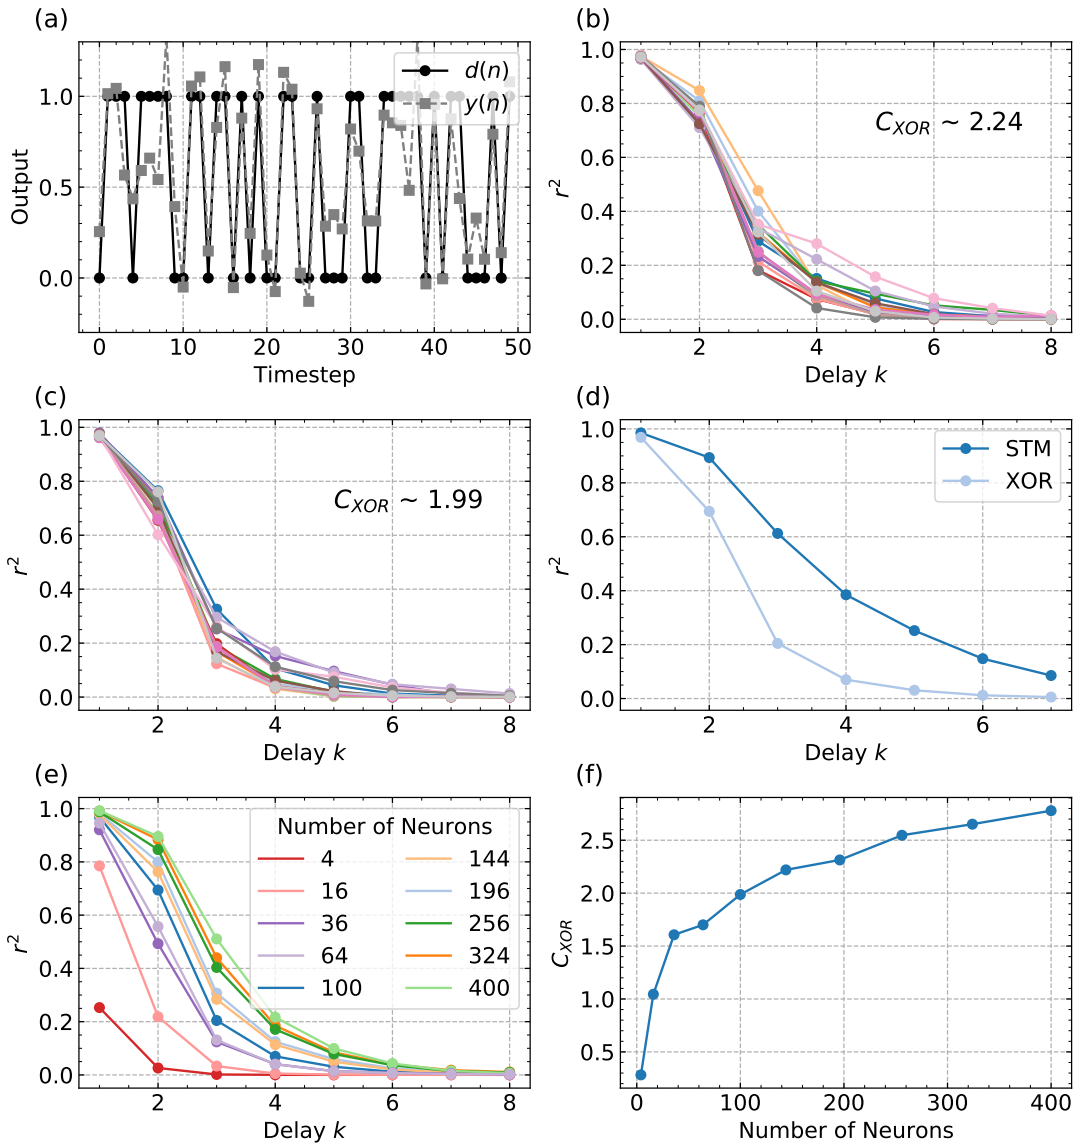 (a)
1.0
0.5
0.0
Output
0 10 20 30 40 50
Timestep
d(n)
y(n)
(b)
1.0
0.8
0.6
0.4
0.2
0.0
r²
2 4 6 8
Delay k
C_XOR ~ 2.24
(c)
1.0
0.8
0.6
0.4
0.2
0.0
r²
2 4 6 8
Delay k
C_XOR ~ 1.99
(d)
1.0
0.8
0.6
0.4
0.2
0.0
r²
2 4 6
Delay k
STM
XOR
(e)
1.0
0.8
0.6
0.4
0.2
0.0
r²
2 4 6 8
Delay k
Number of Neurons
4 144
16 196
36 256
64 324
100 400
(f)
2.5
2.0
1.5
1.0
0.5
C_XOR
0 100 200 300 400
Number of Neurons